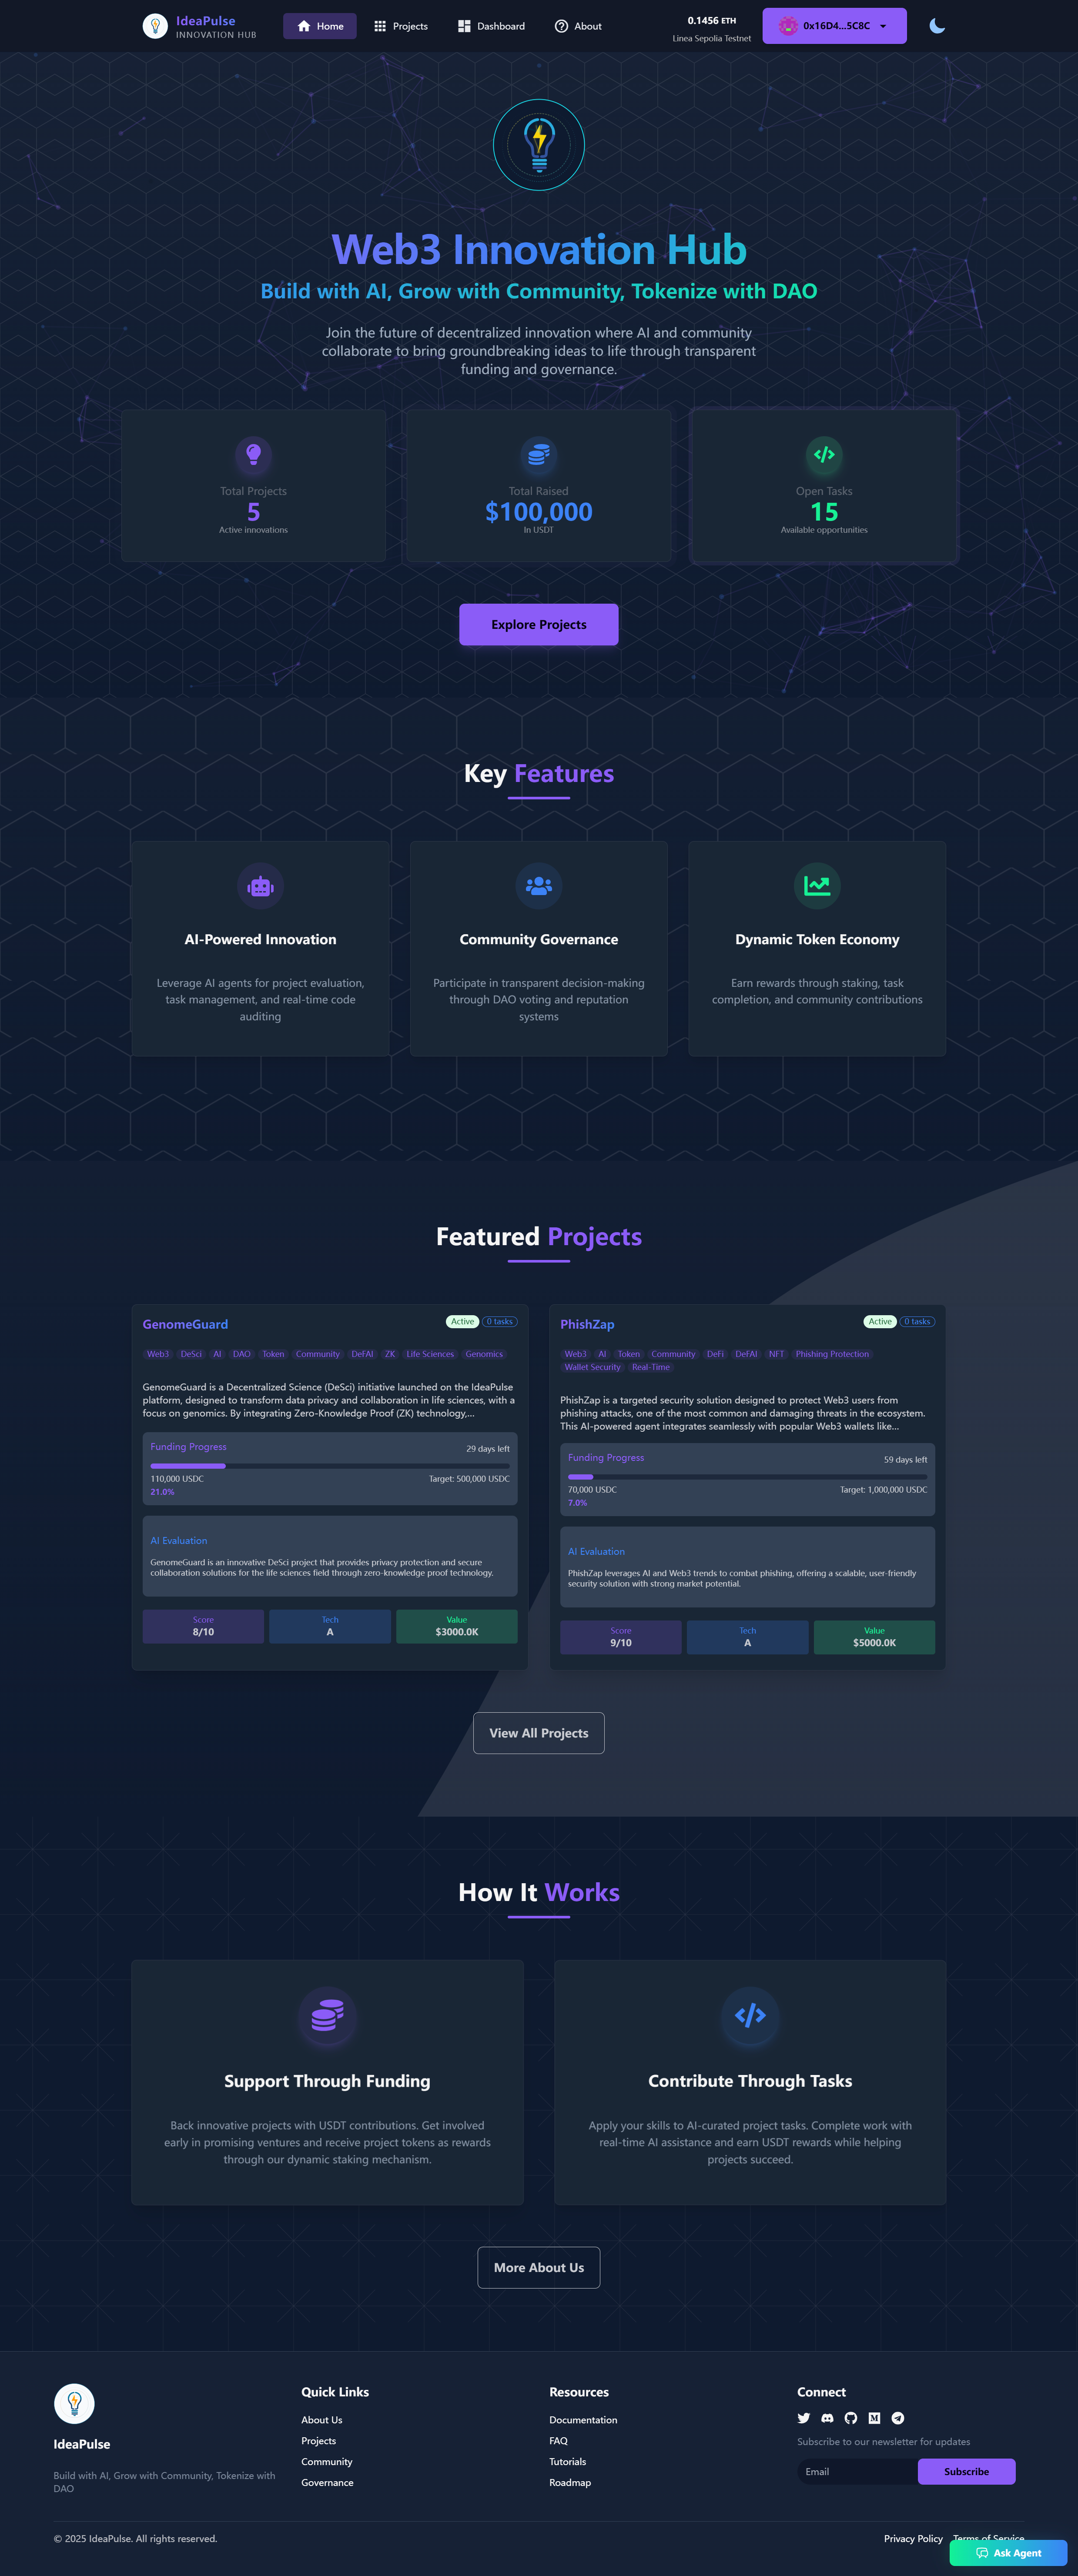 IdeaPulse
INNOVATION HUB
Home
Projects
Dashboard
About
0.1456 ETH
Linea Sepolia Testnet
0x16D4...5C8C
Web3 Innovation Hub
Build with AI, Grow with Community, Tokenize with DAO
Join the future of decentralized innovation where AI and community
collaborate to bring groundbreaking ideas to life through transparent
funding and governance.
Total Projects
5
Active innovations
Total Raised
$100,000
In USDT
Open Tasks
15
Available opportunities
Explore Projects
Key Features
AI-Powered Innovation
Leverage AI agents for project evaluation,
task management, and real-time code
auditing
Community Governance
Participate in transparent decision-making
through DAO voting and reputation
systems
Dynamic Token Economy
Earn rewards through staking, task
completion, and community contributions
Featured Projects
GenomeGuard
Active
0 tasks
Web3 DeSci AI DAO Token Community DeFAI ZK Life Sciences Genomics
GenomeGuard is a Decentralized Science (DeSci) initiative launched on the IdeaPulse
platform, designed to transform data privacy and collaboration in life sciences, with a
focus on genomics. By integrating Zero-Knowledge Proof (ZK) technology,...
Funding Progress
29 days left
110,000 USDC
Target: 500,000 USDC
21.0%
AI Evaluation
GenomeGuard is an innovative DeSci project that provides privacy protection and secure
collaboration solutions for the life sciences field through zero-knowledge proof technology.
Score
8/10
Tech
A
Value
$3000.0K
PhishZap
Active
0 tasks
Web3 AI Token Community DeFi DeFAI NFT Phishing Protection
Wallet Security Real-Time
PhishZap is a targeted security solution designed to protect Web3 users from
phishing attacks, one of the most common and damaging threats in the ecosystem.
This AI-powered agent integrates seamlessly with popular Web3 wallets like...
Funding Progress
59 days left
70,000 USDC
Target: 1,000,000 USDC
7.0%
AI Evaluation
PhishZap leverages AI and Web3 trends to combat phishing, offering a scalable, user-friendly
security solution with strong market potential.
Score
9/10
Tech
A
Value
$5000.0K
View All Projects
How It Works
Support Through Funding
Back innovative projects with USDT contributions. Get involved
early in promising ventures and receive project tokens as rewards
through our dynamic staking mechanism.
Contribute Through Tasks
Apply your skills to AI-curated project tasks. Complete work with
real-time AI assistance and earn USDT rewards while helping
projects succeed.
More About Us
IdeaPulse
Build with AI, Grow with Community, Tokenize with
DAO
Quick Links
About Us
Projects
Community
Governance
Resources
Documentation
FAQ
Tutorials
Roadmap
Connect
Subscribe to our newsletter for updates
Email
Subscribe
© 2025 IdeaPulse. All rights reserved.
Privacy Policy
Terms of Service
Ask Agent